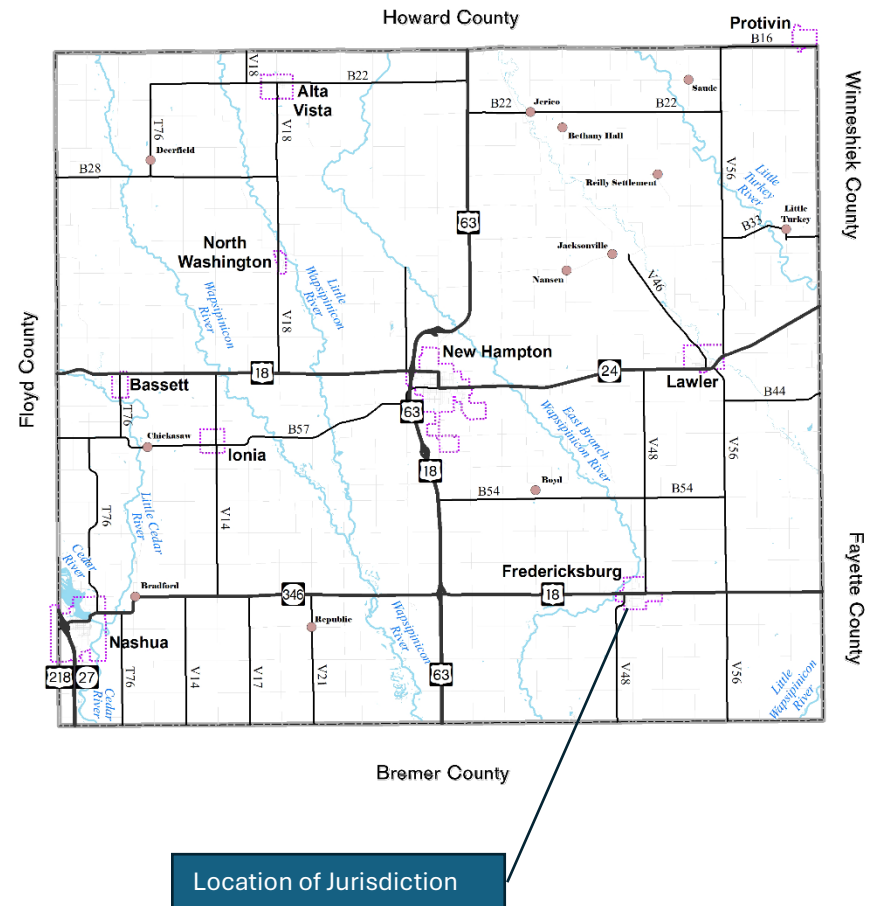 Howard County
Protivin
B16
V18
B22
Alta
Vista
T76
V18
Deerfield
B28
B22
Jerico
B22
Saude
Bethany Hall
Reilly Settlement
V56
Little
Turkey
River
Little
Turkey
B33
Winneshiek County
63
North
Washington
Wapsipinicon
River
Little
Wapsipinicon
River
V18
Jacksonville
Nansen
V46
Floyd County
18
Bassett
T76
New Hampton
24
Lawler
B44
63
Chickasaw
B57
Ionia
East Branch
Wapsipinicon River
V48
V56
18
Boyd
B54
B54
T76
Little Cedar
River
V14
Cedar
River
Bradford
346
Fredericksburg
18
Fayette County
Republic
Wapsipinicon
River
Nashua
218
27
Cedar
River
T76
V14
V17
V21
63
V48
V56
Little
Wapsipinicon
River
Bremer County
Location of Jurisdiction